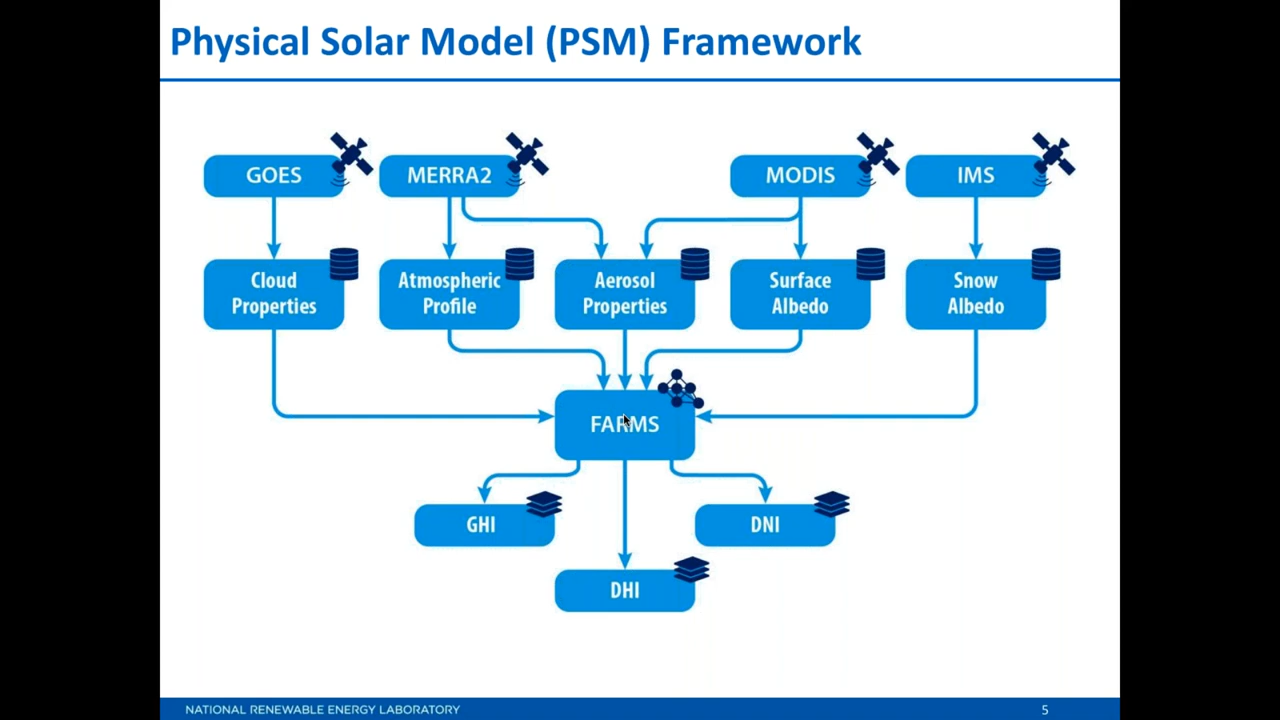 Physical Solar Model (PSM) Framework
GOES
MERRA2
MODIS
IMS
Cloud
Properties
Atmospheric
Profile
Aerosol
Properties
Surface
Albedo
Snow
Albedo
FARMS
GHI
DNI
DHI
NATIONAL RENEWABLE ENERGY LABORATORY
5